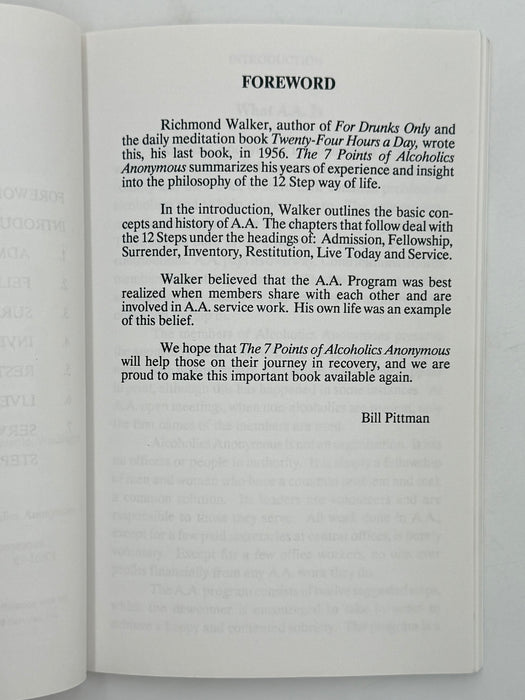 FOREWORD
Richmond Walker, author of For Drunks Only and
the daily meditation book Twenty-Four Hours a Day, wrote
this, his last book, in 1956. The 7 Points of Alcoholics
Anonymous summarizes his years of experience and insight
into the philosophy of the 12 Step way of life.
In the introduction, Walker outlines the basic con-
cepts and history of A.A. The chapters that follow deal with
the 12 Steps under the headings of: Admission, Fellowship,
Surrender, Inventory, Restitution, Live Today and Service.
Walker believed that the A.A. Program was best
realized when members share with each other and are
involved in A.A. service work. His own life was an example
of this belief.
We hope that The 7 Points of Alcoholics Anonymous
will help those on their journey in recovery, and we are
proud to make this important book available again.
Bill Pittman